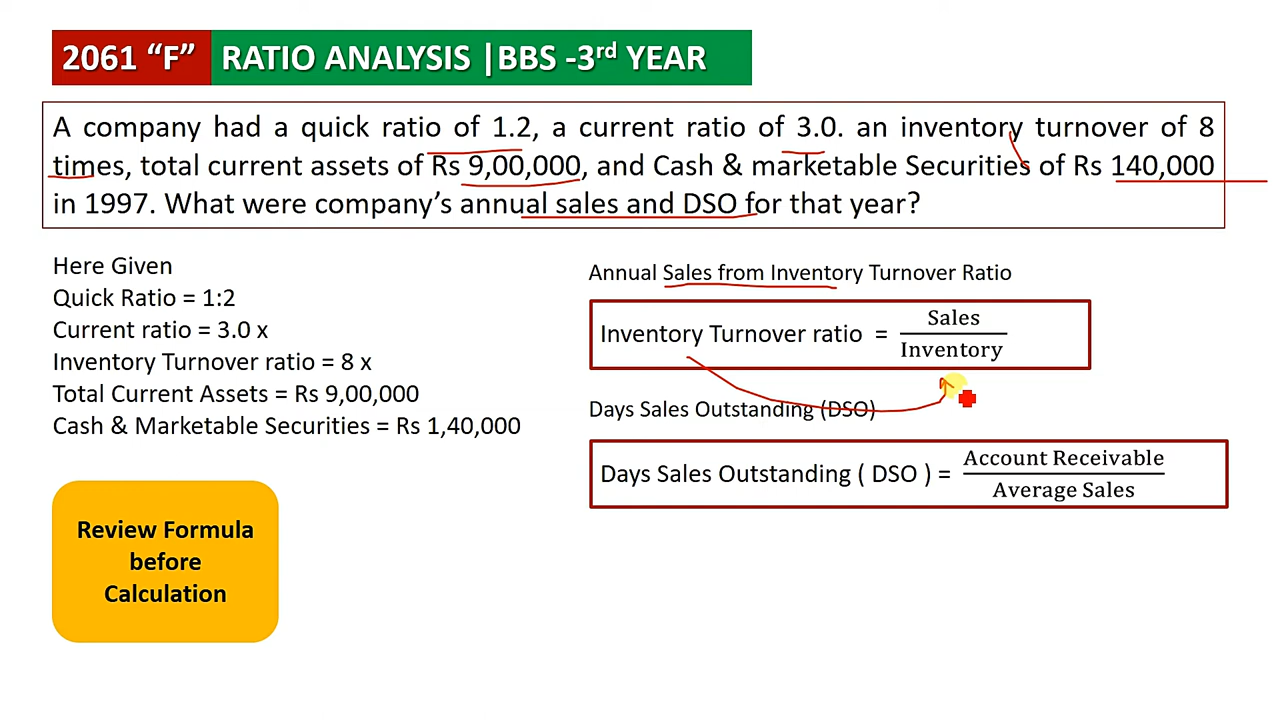 2061 “F” RATIO ANALYSIS |BBS -3rd YEAR
A company had a quick ratio of 1.2, a current ratio of 3.0. an inventory turnover of 8
times, total current assets of Rs 9,00,000, and Cash & marketable Securities of Rs 140,000
in 1997. What were company’s annual sales and DSO for that year?
Here Given
Quick Ratio = 1:2
Current ratio = 3.0 x
Inventory Turnover ratio = 8 x
Total Current Assets = Rs 9,00,000
Cash & Marketable Securities = Rs 1,40,000
Review Formula
before
Calculation
Annual Sales from Inventory Turnover Ratio
Inventory Turnover ratio = Sales
Inventory
Days Sales Outstanding (DSO)
Days Sales Outstanding ( DSO ) = Account Receivable
Average Sales